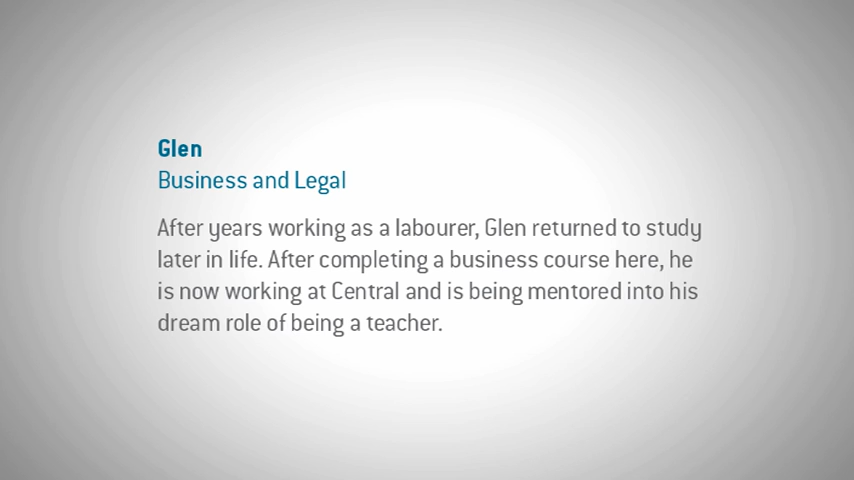 Glen
Business and Legal
After years working as a labourer, Glen returned to study
later in life. After completing a business course here, he
is now working at Central and is being mentored into his
dream role of being a teacher.